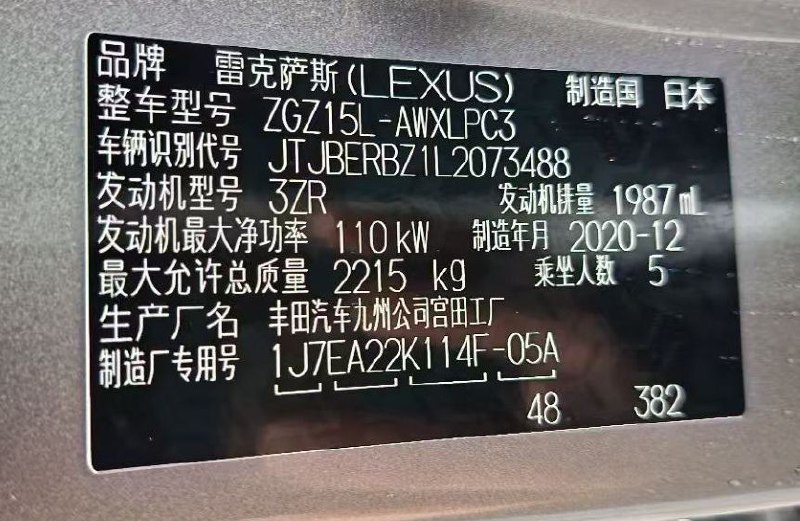 品牌 雷克萨斯(LEXUS) 制造国 日本
整车型号 ZGZ15L-AWXLPC3
车辆识别代号 JTJBERBZ1L2073488
发动机型号 3ZR 发动机排量 1987 mL
发动机最大净功率 110 kW 制造年月 2020-12
最大允许总质量 2215 kg 乘坐人数 5
生产厂名 丰田汽车九州公司宫田工厂
制造厂专用号 1J7EA22K114F-05A
48 382